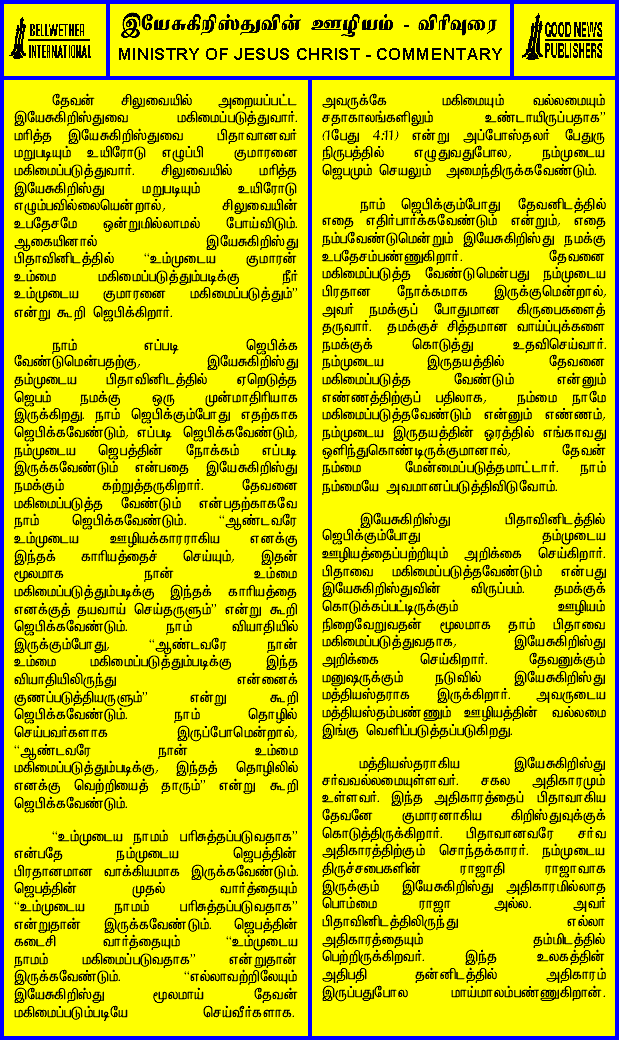 BELLWETHER
INTERNATIONAL
இயேசுகிறிஸ்துவின் ஊழியம் - விரிவுரை
MINISTRY OF JESUS CHRIST - COMMENTARY
GOOD NEWS
PUBLISHERS
தேவன் சிலுவையில் அறையப்பட்ட
இயேசுகிறிஸ்துவை மகிமைப்படுத்துவார்.
மரித்த இயேசுகிறிஸ்துவை பிதாவானவர்
மறுபடியும் உயிரோடு எழுப்பி குமாரனை
மகிமைப்படுத்துவார். சிலுவையில் மரித்த
இயேசுகிறிஸ்து மறுபடியும் உயிரோடு
எழும்பவில்லையென்றால், சிலுவையின்
உபதேசமே ஒன்றுமில்லாமல் போய்விடும்.
ஆகையினால் இயேசுகிறிஸ்து
பிதாவினிடத்தில் “உம்முடைய குமாரன்
உம்மை மகிமைப்படுத்தும்படிக்கு நீர்
உம்முடைய குமாரனை மகிமைப்படுத்தும்”
என்று கூறி ஜெபிக்கிறார்.
நாம் எப்படி ஜெபிக்க
வேண்டுமென்பதற்கு, இயேசுகிறிஸ்து
தம்முடைய பிதாவினிடத்தில் ஏறெடுத்த
ஜெபம் நமக்கு ஒரு முன்மாதிரியாக
இருக்கிறது. நாம் ஜெபிக்கும்போது எதற்காக
ஜெபிக்கவேண்டும், எப்படி ஜெபிக்கவேண்டும்,
நம்முடைய ஜெபத்தின் நோக்கம் எப்படி
இருக்கவேண்டும் என்பதை இயேசுகிறிஸ்து
நமக்கும் கற்றுத்தருகிறார். தேவனை
மகிமைப்படுத்த வேண்டும் என்பதற்காகவே
நாம் ஜெபிக்கவேண்டும். “ஆண்டவரே
உம்முடைய ஊழியக்காரராகிய எனக்கு
இந்தக் காரியத்தைச் செய்யும், இதன்
மூலமாக நான் உம்மை
மகிமைப்படுத்தும்படிக்கு இந்தக் காரியத்தை
எனக்குத் தயவாய் செய்தருளும்” என்று கூறி
ஜெபிக்கவேண்டும். நாம் வியாதியில்
இருக்கும்போது, “ஆண்டவரே நான்
உம்மை மகிமைப்படுத்தும்படிக்கு இந்த
வியாதியிலிருந்து என்னைக்
குணப்படுத்தியருளும்” என்று கூறி
ஜெபிக்கவேண்டும். நாம் தொழில்
செய்பவர்களாக இருப்போமென்றால்,
“ஆண்டவரே நான் உம்மை
மகிமைப்படுத்தும்படிக்கு, இந்தத் தொழிலில்
எனக்கு வெற்றியைத் தாரும்” என்று கூறி
ஜெபிக்கவேண்டும்.
“உம்முடைய நாமம் பரிசுத்தப்படுவதாக”
என்பதே நம்முடைய ஜெபத்தின்
பிரதானமான வாக்கியமாக இருக்கவேண்டும்.
ஜெபத்தின் முதல் வார்த்தையும்
“உம்முடைய நாமம் பரிசுத்தப்படுவதாக”
என்றுதான் இருக்கவேண்டும். ஜெபத்தின்
கடைசி வார்த்தையும் “உம்முடைய
நாமம் மகிமைப்படுவதாக” என்றுதான்
இருக்கவேண்டும். “எல்லாவற்றிலேயும்
இயேசுகிறிஸ்து மூலமாய் தேவன்
மகிமைப்படும்படியே செய்வீர்களாக.
அவருக்கே மகிமையும் வல்லமையும்
சதாகாலங்களிலும் உண்டாயிருப்பதாக”
(1பேது 4:11) என்று அப்போஸ்தலர் பேதுரு
நிருபத்தில் எழுதுவதுபோல, நம்முடைய
ஜெபமும் செயலும் அமைந்திருக்கவேண்டும்.
நாம் ஜெபிக்கும்போது தேவனிடத்தில்
எதை எதிர்பார்க்கவேண்டும் என்றும், எதை
நம்பவேண்டுமென்றும் இயேசுகிறிஸ்து நமக்கு
உபதேசம்பண்ணுகிறார். தேவனை
மகிமைப்படுத்த வேண்டுமென்பது நம்முடைய
பிரதான நோக்கமாக இருக்குமென்றால்,
அவர் நமக்குப் போதுமான கிருபைகளைத்
தருவார். தமக்குச் சித்தமான வாய்ப்புக்களை
நமக்குக் கொடுத்து உதவிசெய்வார்.
நம்முடைய இருதயத்தில் தேவனை
மகிமைப்படுத்த வேண்டும் என்னும்
எண்ணத்திற்குப் பதிலாக, நம்மை நாமே
மகிமைப்படுத்தவேண்டும் என்னும் எண்ணம்,
நம்முடைய இருதயத்தின் ஓரத்தில் எங்காவது
ஒளிந்துகொண்டிருக்குமானால், தேவன்
நம்மை மேன்மைப்படுத்தமாட்டார். நாம்
நம்மையே அவமானப்படுத்திவிடுவோம்.
இயேசுகிறிஸ்து பிதாவினிடத்தில்
ஜெபிக்கும்போது தம்முடைய
ஊழியத்தைப்பற்றியும் அறிக்கை செய்கிறார்.
பிதாவை மகிமைப்படுத்தவேண்டும் என்பது
இயேசுகிறிஸ்துவின் விருப்பம். தமக்குக்
கொடுக்கப்பட்டிருக்கும் ஊழியம்
நிறைவேறுவதன் மூலமாக தாம் பிதாவை
மகிமைப்படுத்துவதாக, இயேசுகிறிஸ்து
அறிக்கை செய்கிறார். தேவனுக்கும்
மனுஷருக்கும் நடுவில் இயேசுகிறிஸ்து
மத்தியஸ்தராக இருக்கிறார். அவருடைய
மத்தியஸ்தம்பண்ணும் ஊழியத்தின் வல்லமை
இங்கு வெளிப்படுத்தப்படுகிறது.
மத்தியஸ்தராகிய இயேசுகிறிஸ்து
சர்வவல்லமையுள்ளவர். சகல அதிகாரமும்
உள்ளவர். இந்த அதிகாரத்தைப் பிதாவாகிய
தேவனே குமாரனாகிய கிறிஸ்துவுக்குக்
கொடுத்திருக்கிறார். பிதாவானவரே சர்வ
அதிகாரத்திற்கும் சொந்தக்காரர். நம்முடைய
திருச்சபைகளின் ராஜாதி ராஜாவாக
இருக்கும் இயேசுகிறிஸ்து அதிகாரமில்லாத
பொம்மை ராஜா அல்ல. அவர்
பிதாவினிடத்திலிருந்து எல்லா
அதிகாரத்தையும் தம்மிடத்தில்
பெற்றிருக்கிறவர். இந்த உலகத்தின்
அதிபதி தன்னிடத்தில் அதிகாரம்
இருப்பதுபோல மாய்மாலம்பண்ணுகிறான்.